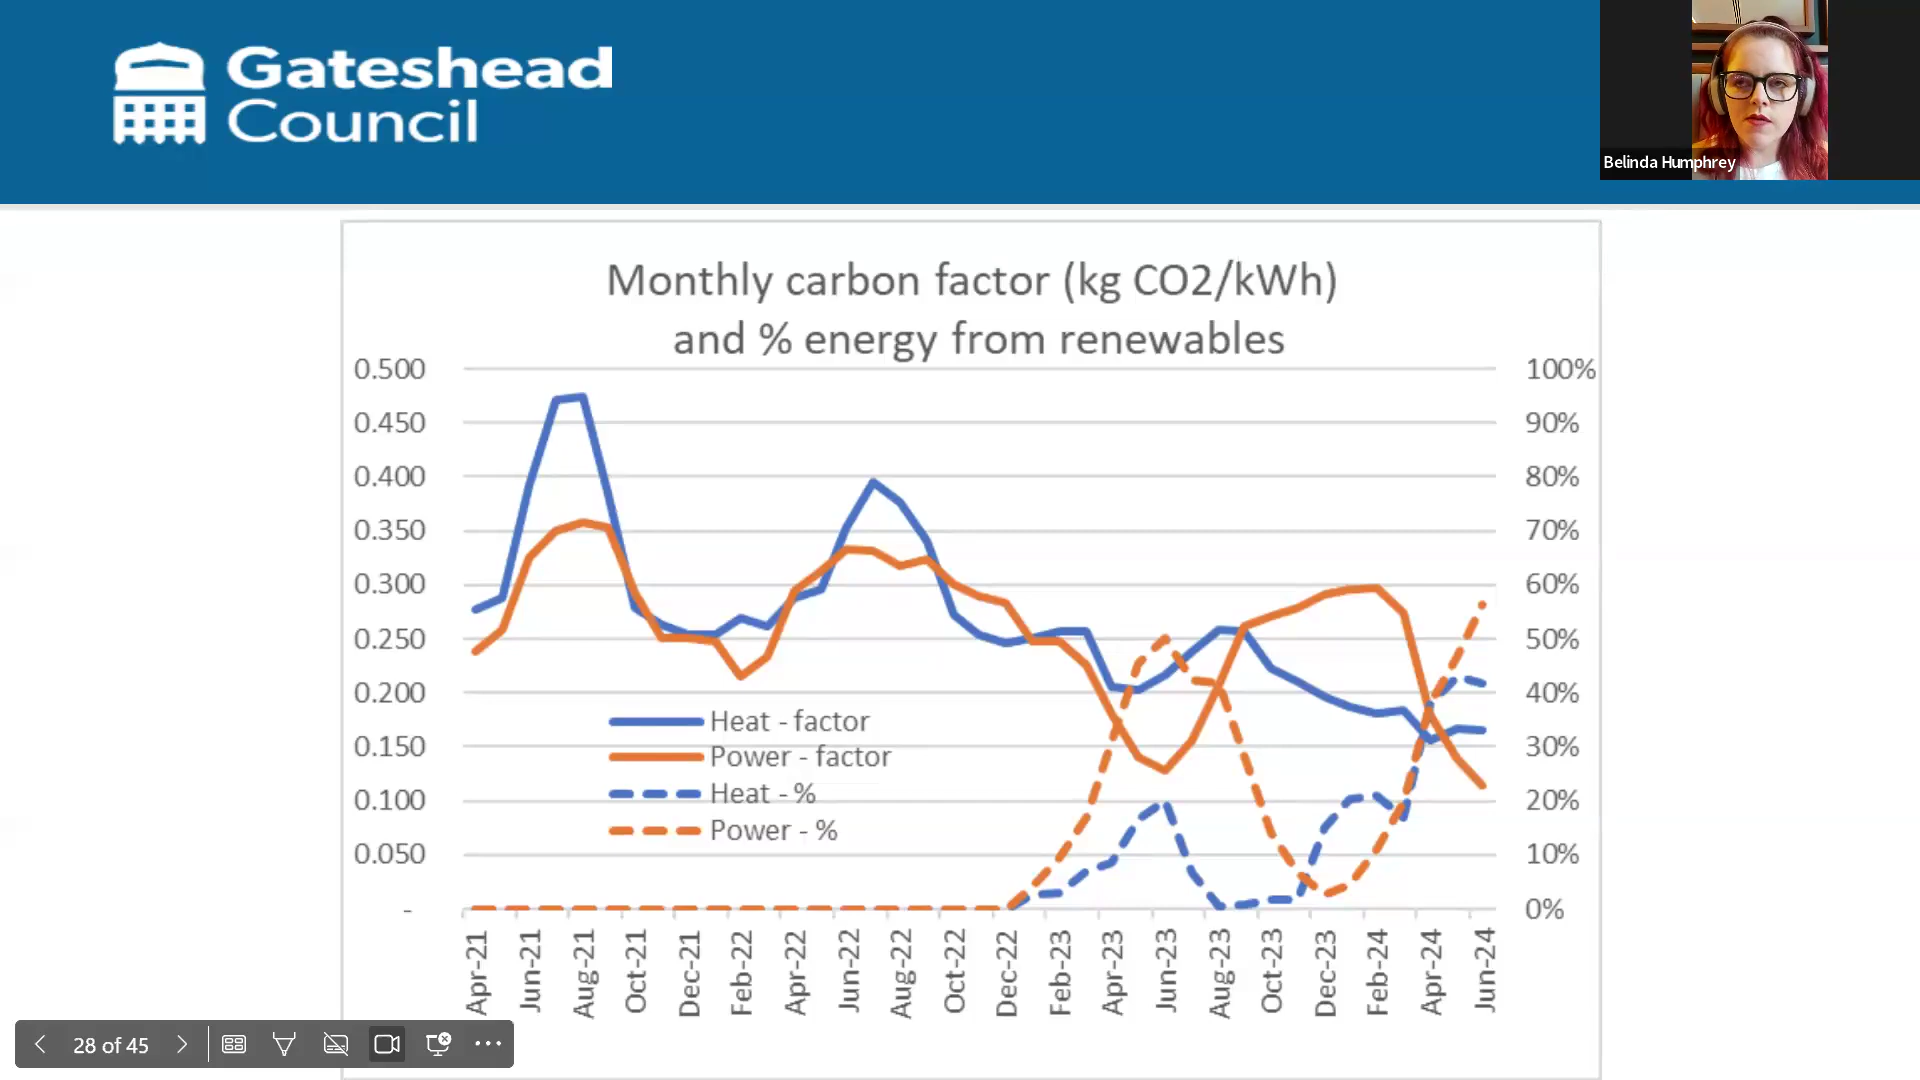 Gateshead
Council
Belinda Humphrey
Monthly carbon factor (kg CO2/kWh)
and % energy from renewables
0.500
0.450
0.400
0.350
0.300
0.250
0.200
0.150
0.100
0.050
-
100%
90%
80%
70%
60%
50%
40%
30%
20%
10%
0%
Heat - factor
Power - factor
Heat - %
Power - %
Apr-21
Jun-21
Aug-21
Oct-21
Dec-21
Feb-22
Apr-22
Jun-22
Aug-22
Oct-22
Dec-22
Feb-23
Apr-23
Jun-23
Aug-23
Oct-23
Dec-23
Feb-24
Apr-24
Jun-24
28 of 45